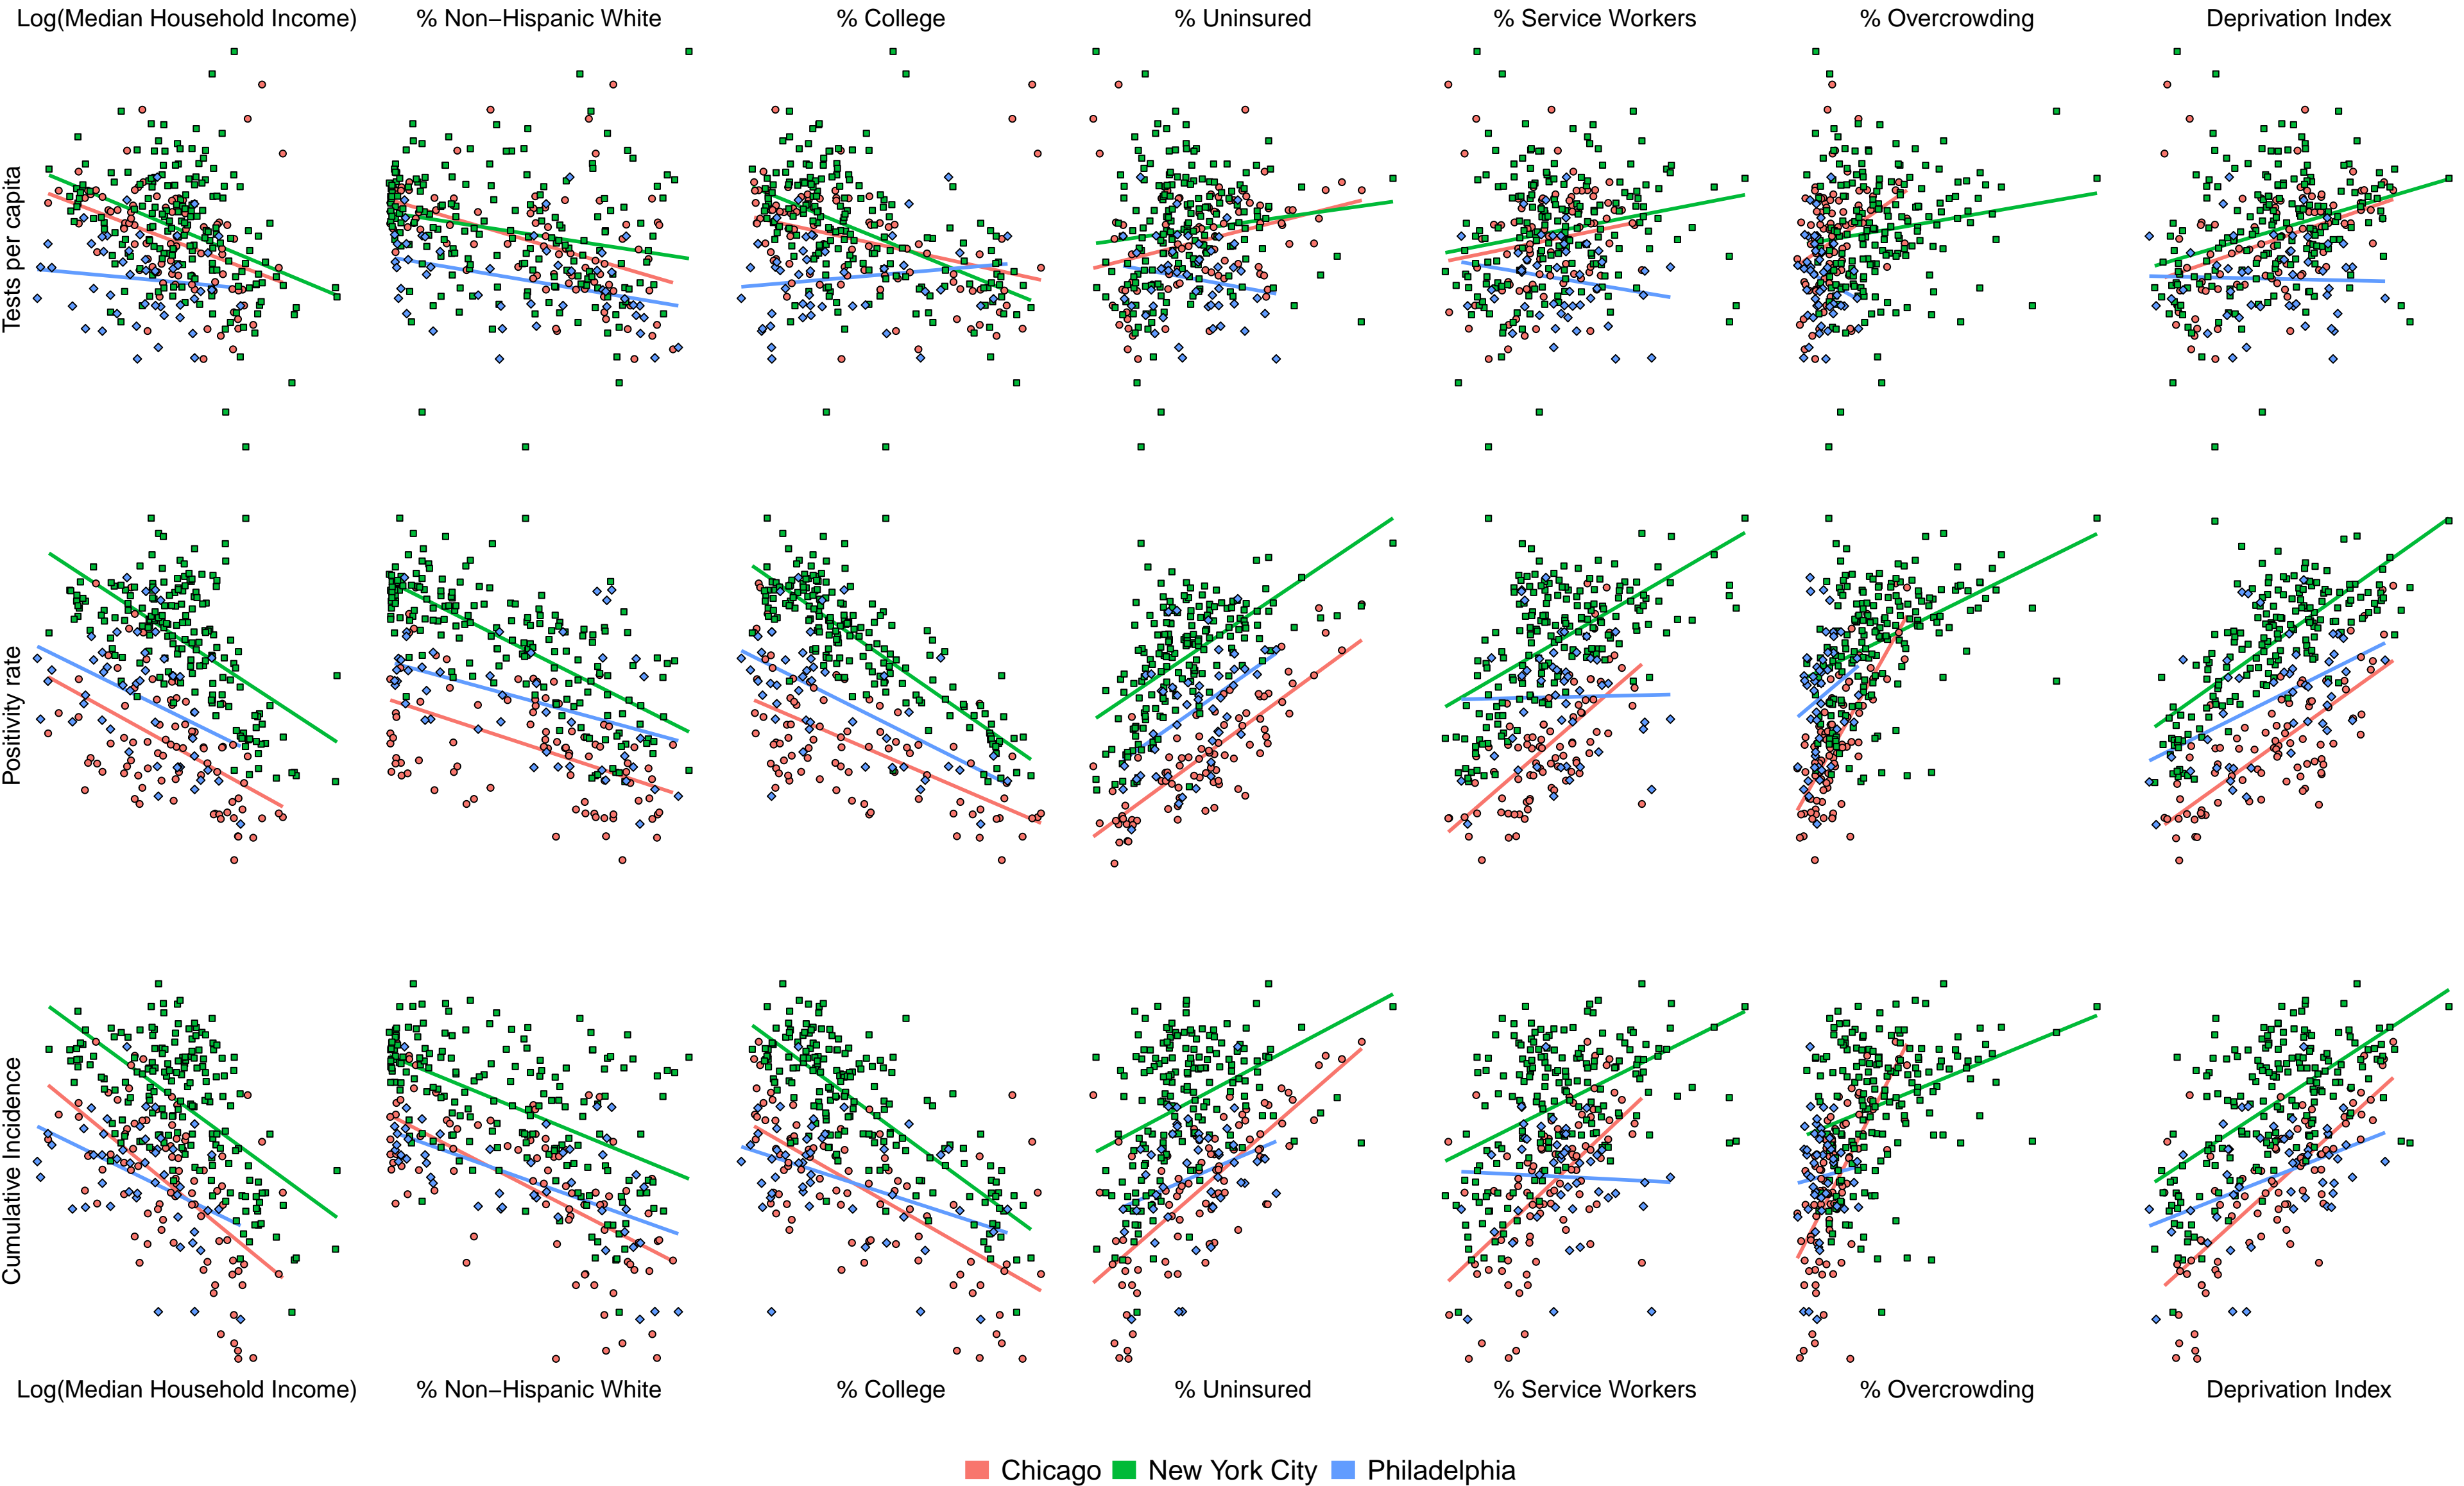 Log(Median Household Income) % Non−Hispanic White % College % Uninsured % Service Workers % Overcrowding Deprivation Index
Tests per capita
Positivity rate
Cumulative Incidence
Log(Median Household Income) % Non−Hispanic White % College % Uninsured % Service Workers % Overcrowding Deprivation Index
Chicago New York City Philadelphia